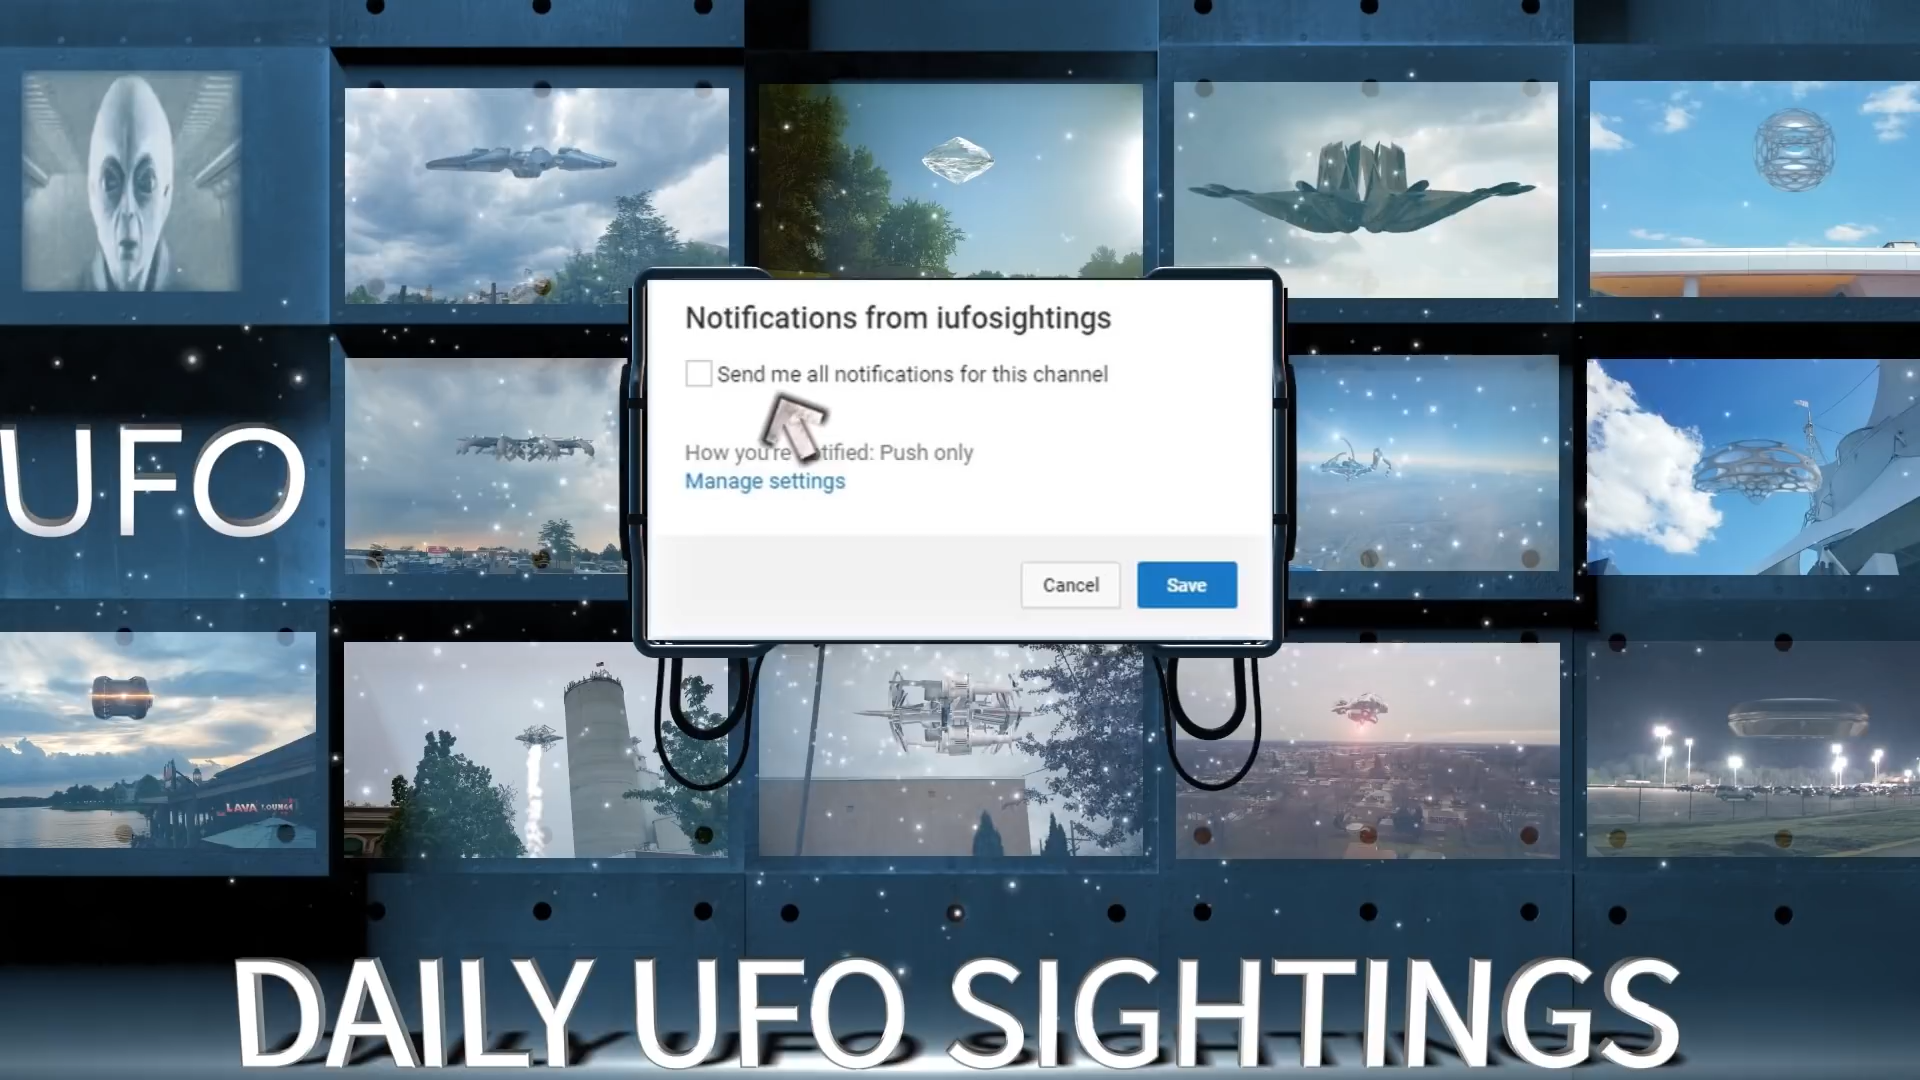 Notifications from iufosightings
Send me all notifications for this channel
How you're tified: Push only
Manage settings
Cancel
Save
UFO
LAVA LOUNGE
DAILY UFO SIGHTINGS